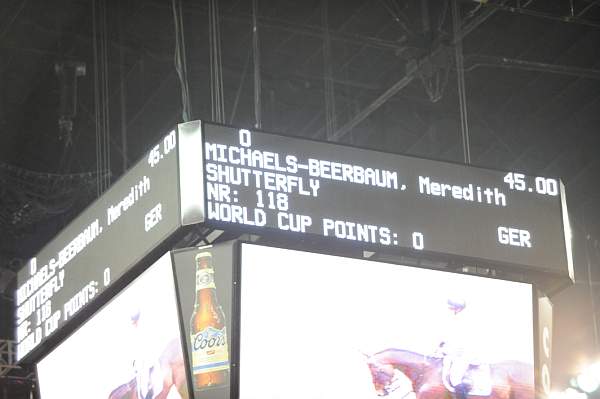 0
MICHAELS-BEERBAUM, Meredith 45.00
SHUTTERFLY
NR: 118
WORLD CUP POINTS: 0 GER
0 45.00
MICHAELS-BEERBAUM, Meredith
SHUTTERFLY
NR: 118 GER
WORLD CUP POINTS: 0
Coors